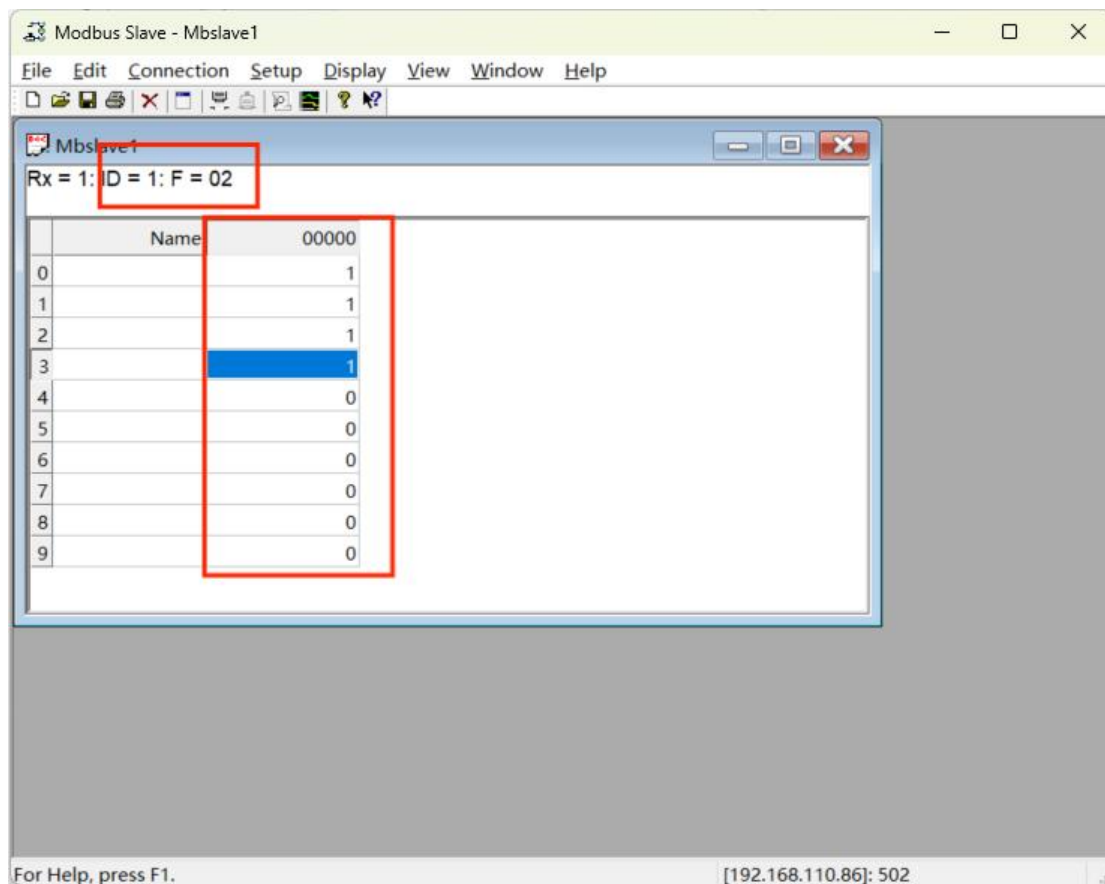 Modbus Slave - Mbslave1
File Edit Connection Setup Display View Window Help
Mbslave1
Rx = 1: ID = 1: F = 02
Name 00000
0 1
1 1
2 1
3 1
4 0
5 0
6 0
7 0
8 0
9 0
For Help, press F1. [192.168.110.86]: 502